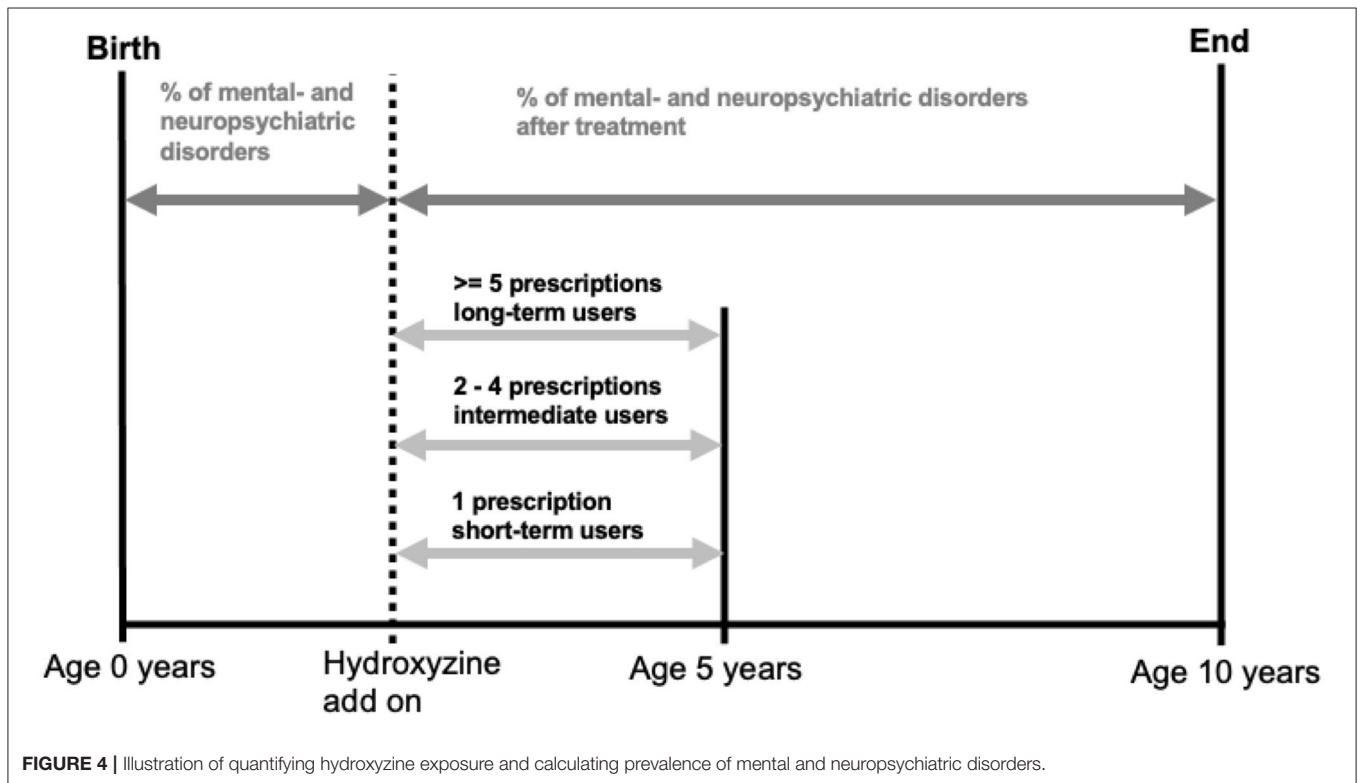 Birth
End
% of mental- and
neuropsychiatric
disorders
% of mental- and neuropsychiatric disorders
after treatment
>= 5 prescriptions
long-term users
2 - 4 prescriptions
intermediate users
1 prescription
short-term users
Age 0 years
Hydroxyzine
add on
Age 5 years
Age 10 years
FIGURE 4 | Illustration of quantifying hydroxyzine exposure and calculating prevalence of mental and neuropsychiatric disorders.